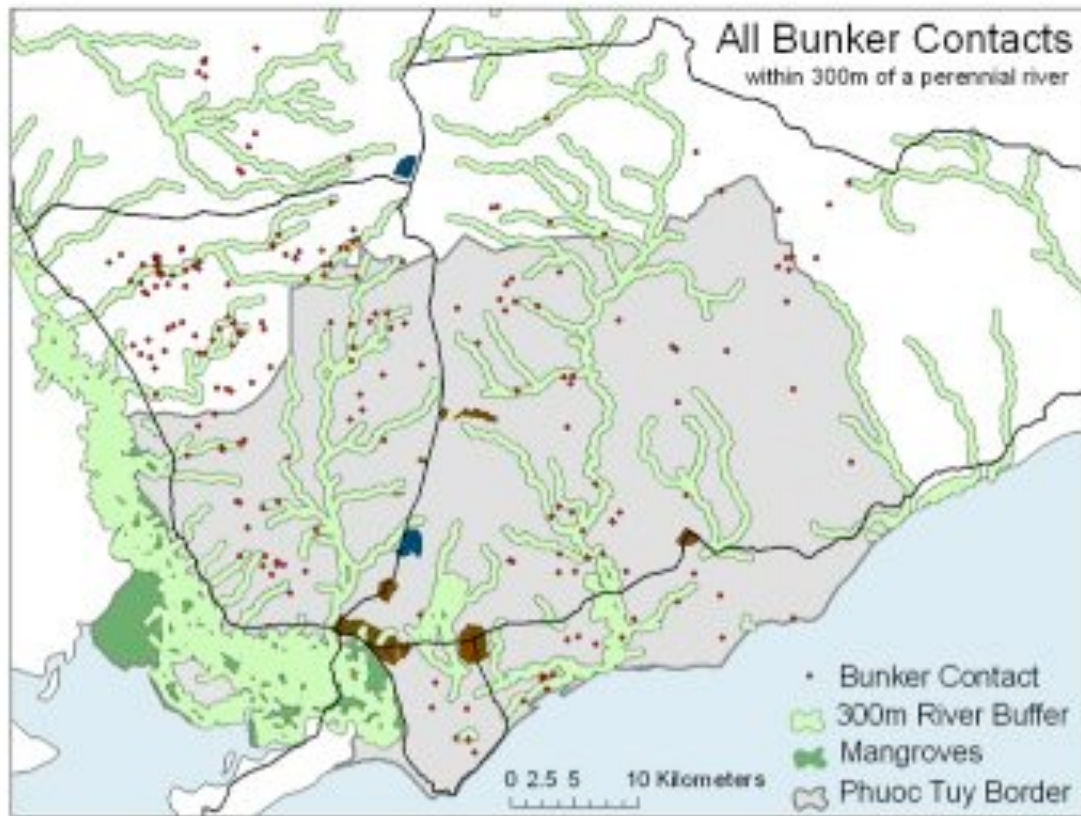 All Bunker Contacts
within 300m of a perennial river
Bunker Contact
300m River Buffer
Mangroves
Phuoc Tuy Border
0 2.5 5 10 Kilometers